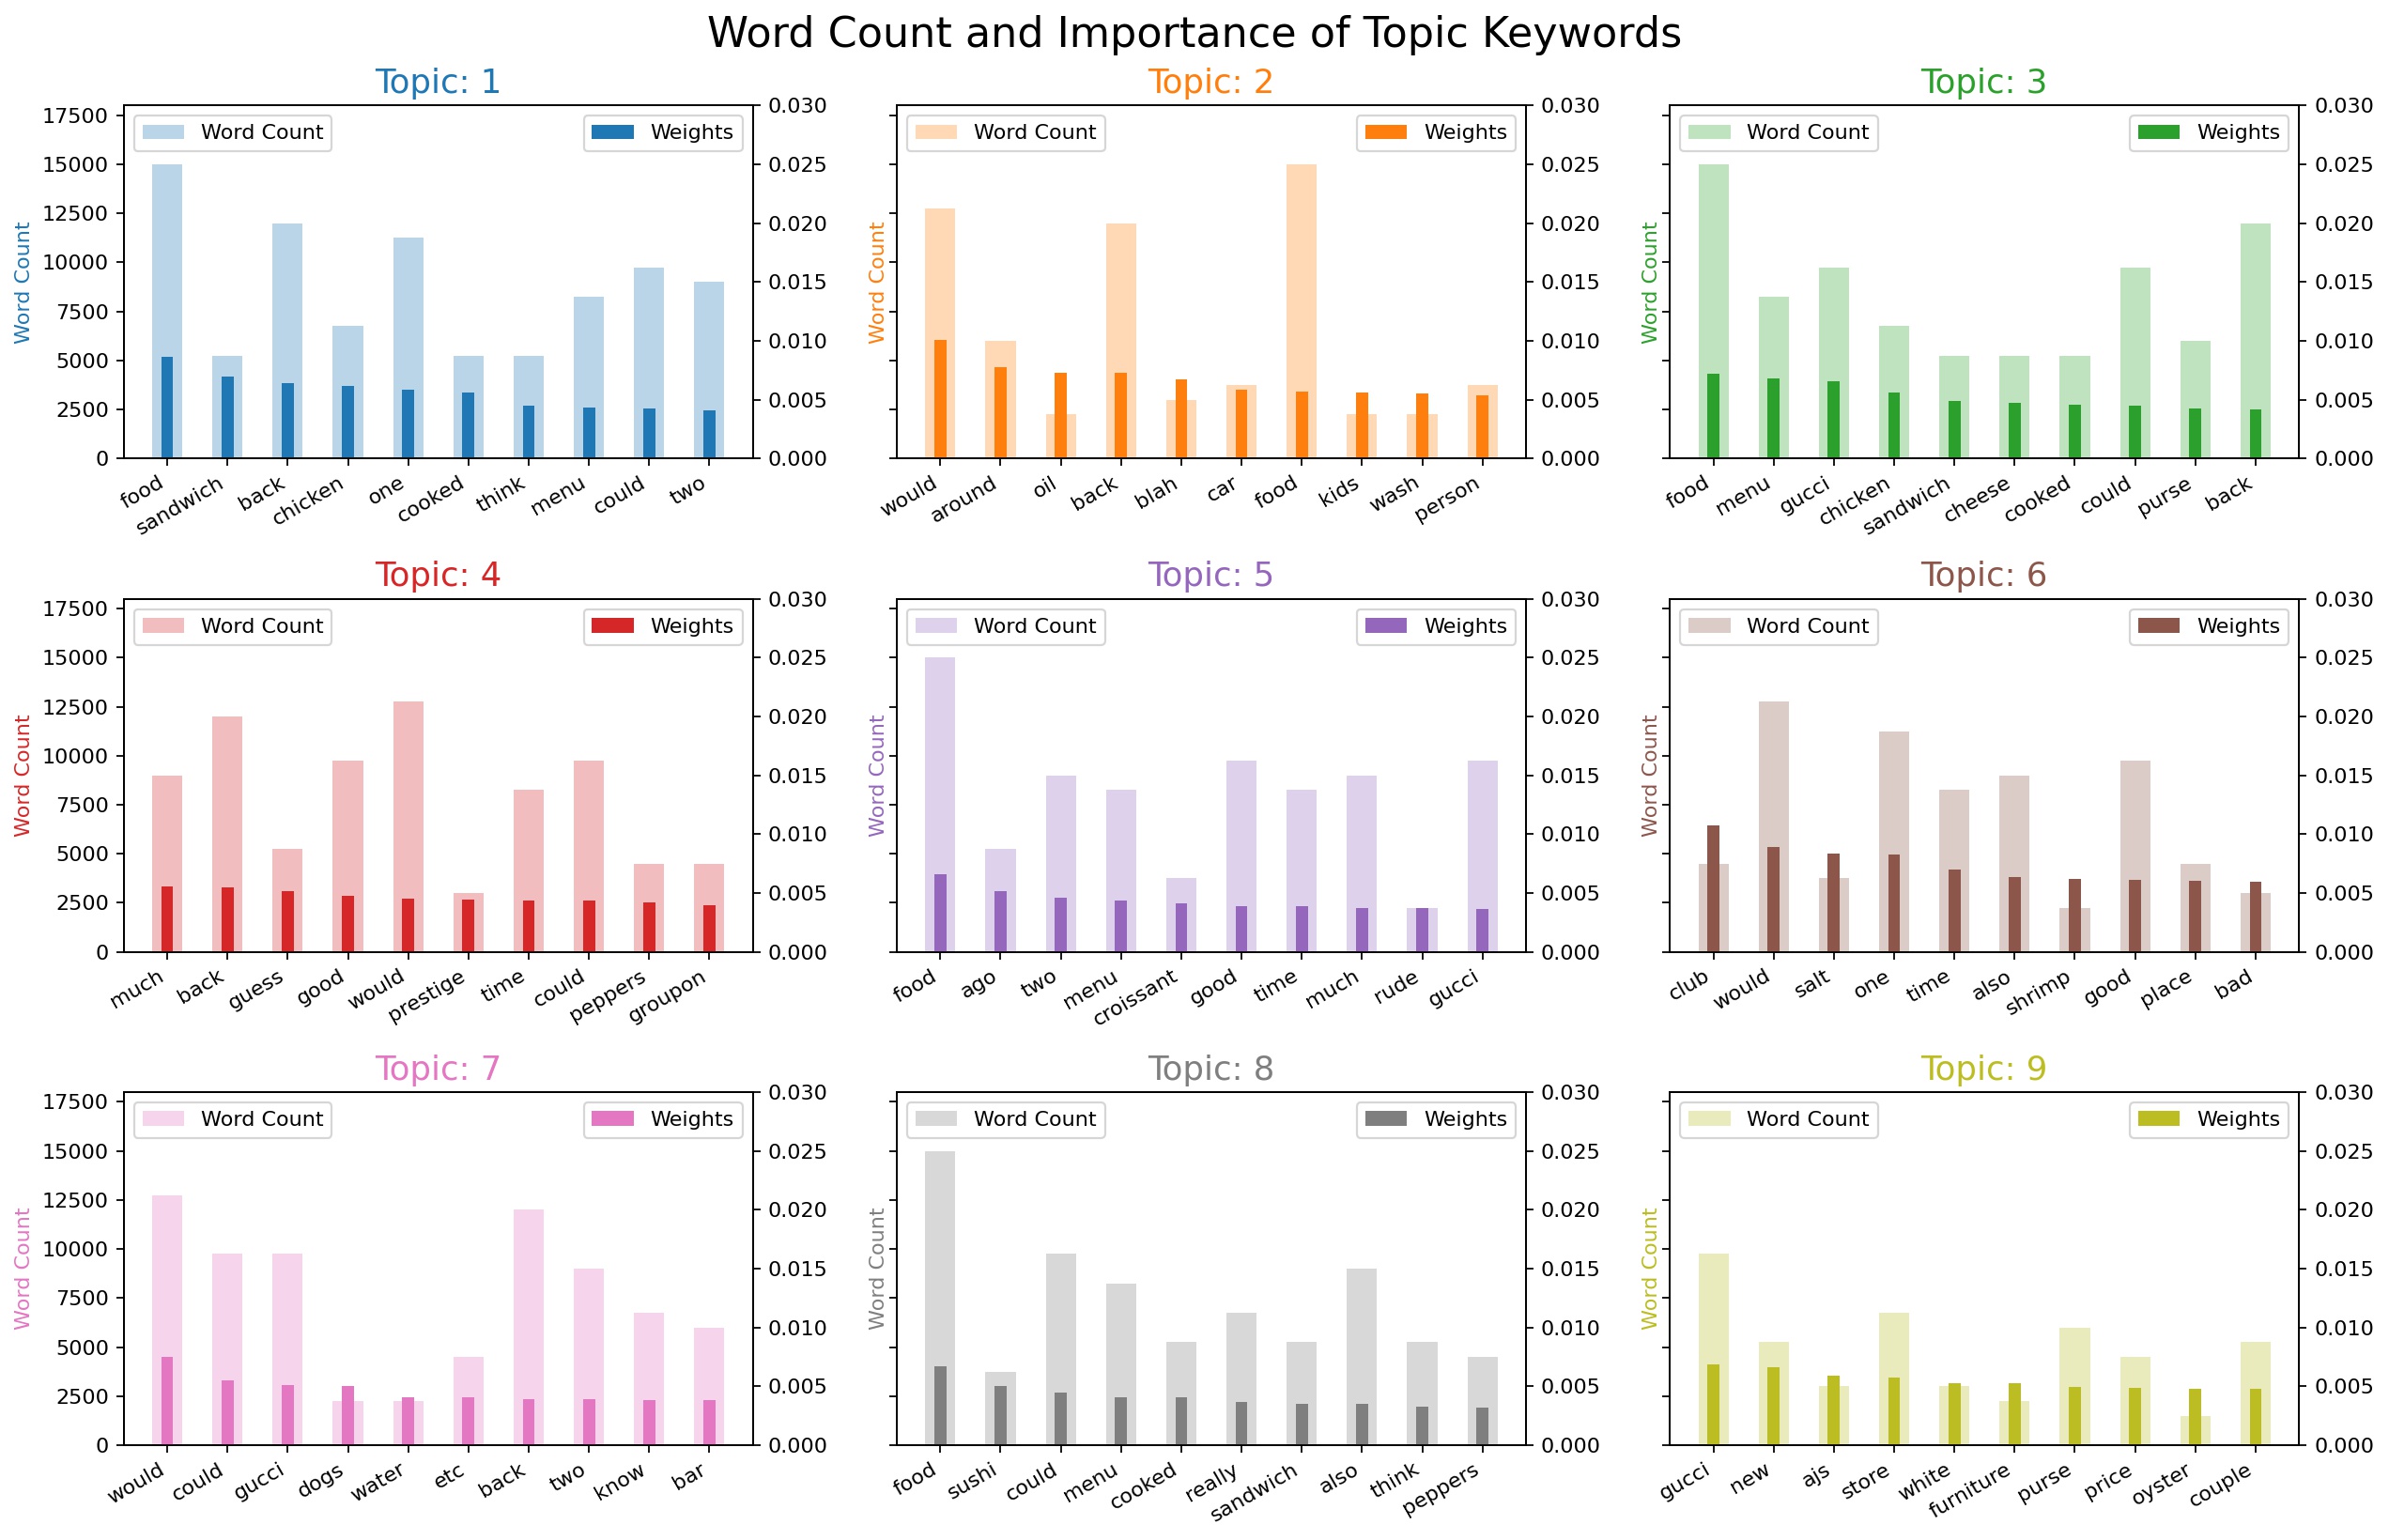 Word Count and Importance of Topic Keywords
Topic: 1
Word Count
Weights
Word Count
17500
15000
12500
10000
7500
5000
2500
0
0.030
0.025
0.020
0.015
0.010
0.005
0.000
food sandwich back chicken one cooked think menu could two
Topic: 2
Word Count
Weights
Word Count
0.030
0.025
0.020
0.015
0.010
0.005
0.000
would around oil back blah car food kids wash person
Topic: 3
Word Count
Weights
Word Count
0.030
0.025
0.020
0.015
0.010
0.005
0.000
food menu gucci chicken sandwich cheese cooked could purse back
Topic: 4
Word Count
Weights
Word Count
17500
15000
12500
10000
7500
5000
2500
0
0.030
0.025
0.020
0.015
0.010
0.005
0.000
much back guess good would prestige time could peppers groupon
Topic: 5
Word Count
Weights
Word Count
0.030
0.025
0.020
0.015
0.010
0.005
0.000
food ago two menu croissant good time much rude gucci
Topic: 6
Word Count
Weights
Word Count
0.030
0.025
0.020
0.015
0.010
0.005
0.000
club would salt one time also shrimp good place bad
Topic: 7
Word Count
Weights
Word Count
17500
15000
12500
10000
7500
5000
2500
0
0.030
0.025
0.020
0.015
0.010
0.005
0.000
would could gucci dogs water etc back two know bar
Topic: 8
Word Count
Weights
Word Count
0.030
0.025
0.020
0.015
0.010
0.005
0.000
food sushi could menu cooked really sandwich also think peppers
Topic: 9
Word Count
Weights
Word Count
0.030
0.025
0.020
0.015
0.010
0.005
0.000
gucci new ajs store white furniture purse price oyster couple